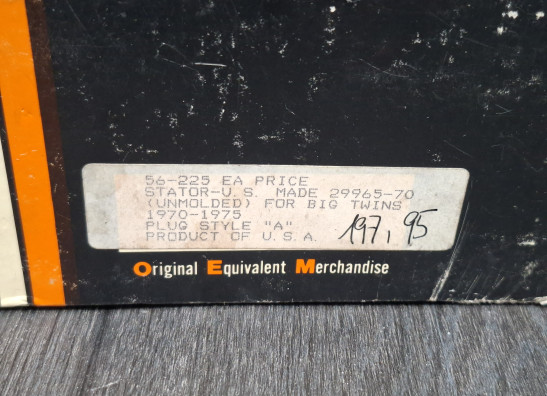 56-225 EA PRICE
STATOR-U.S. MADE 29965-70
(UNMOLDED) FOR BIG TWINS
1970-1975
PLUG STYLE "A"
PRODUCT OF U.S.A. 197,95
Original Equivalent Merchandise